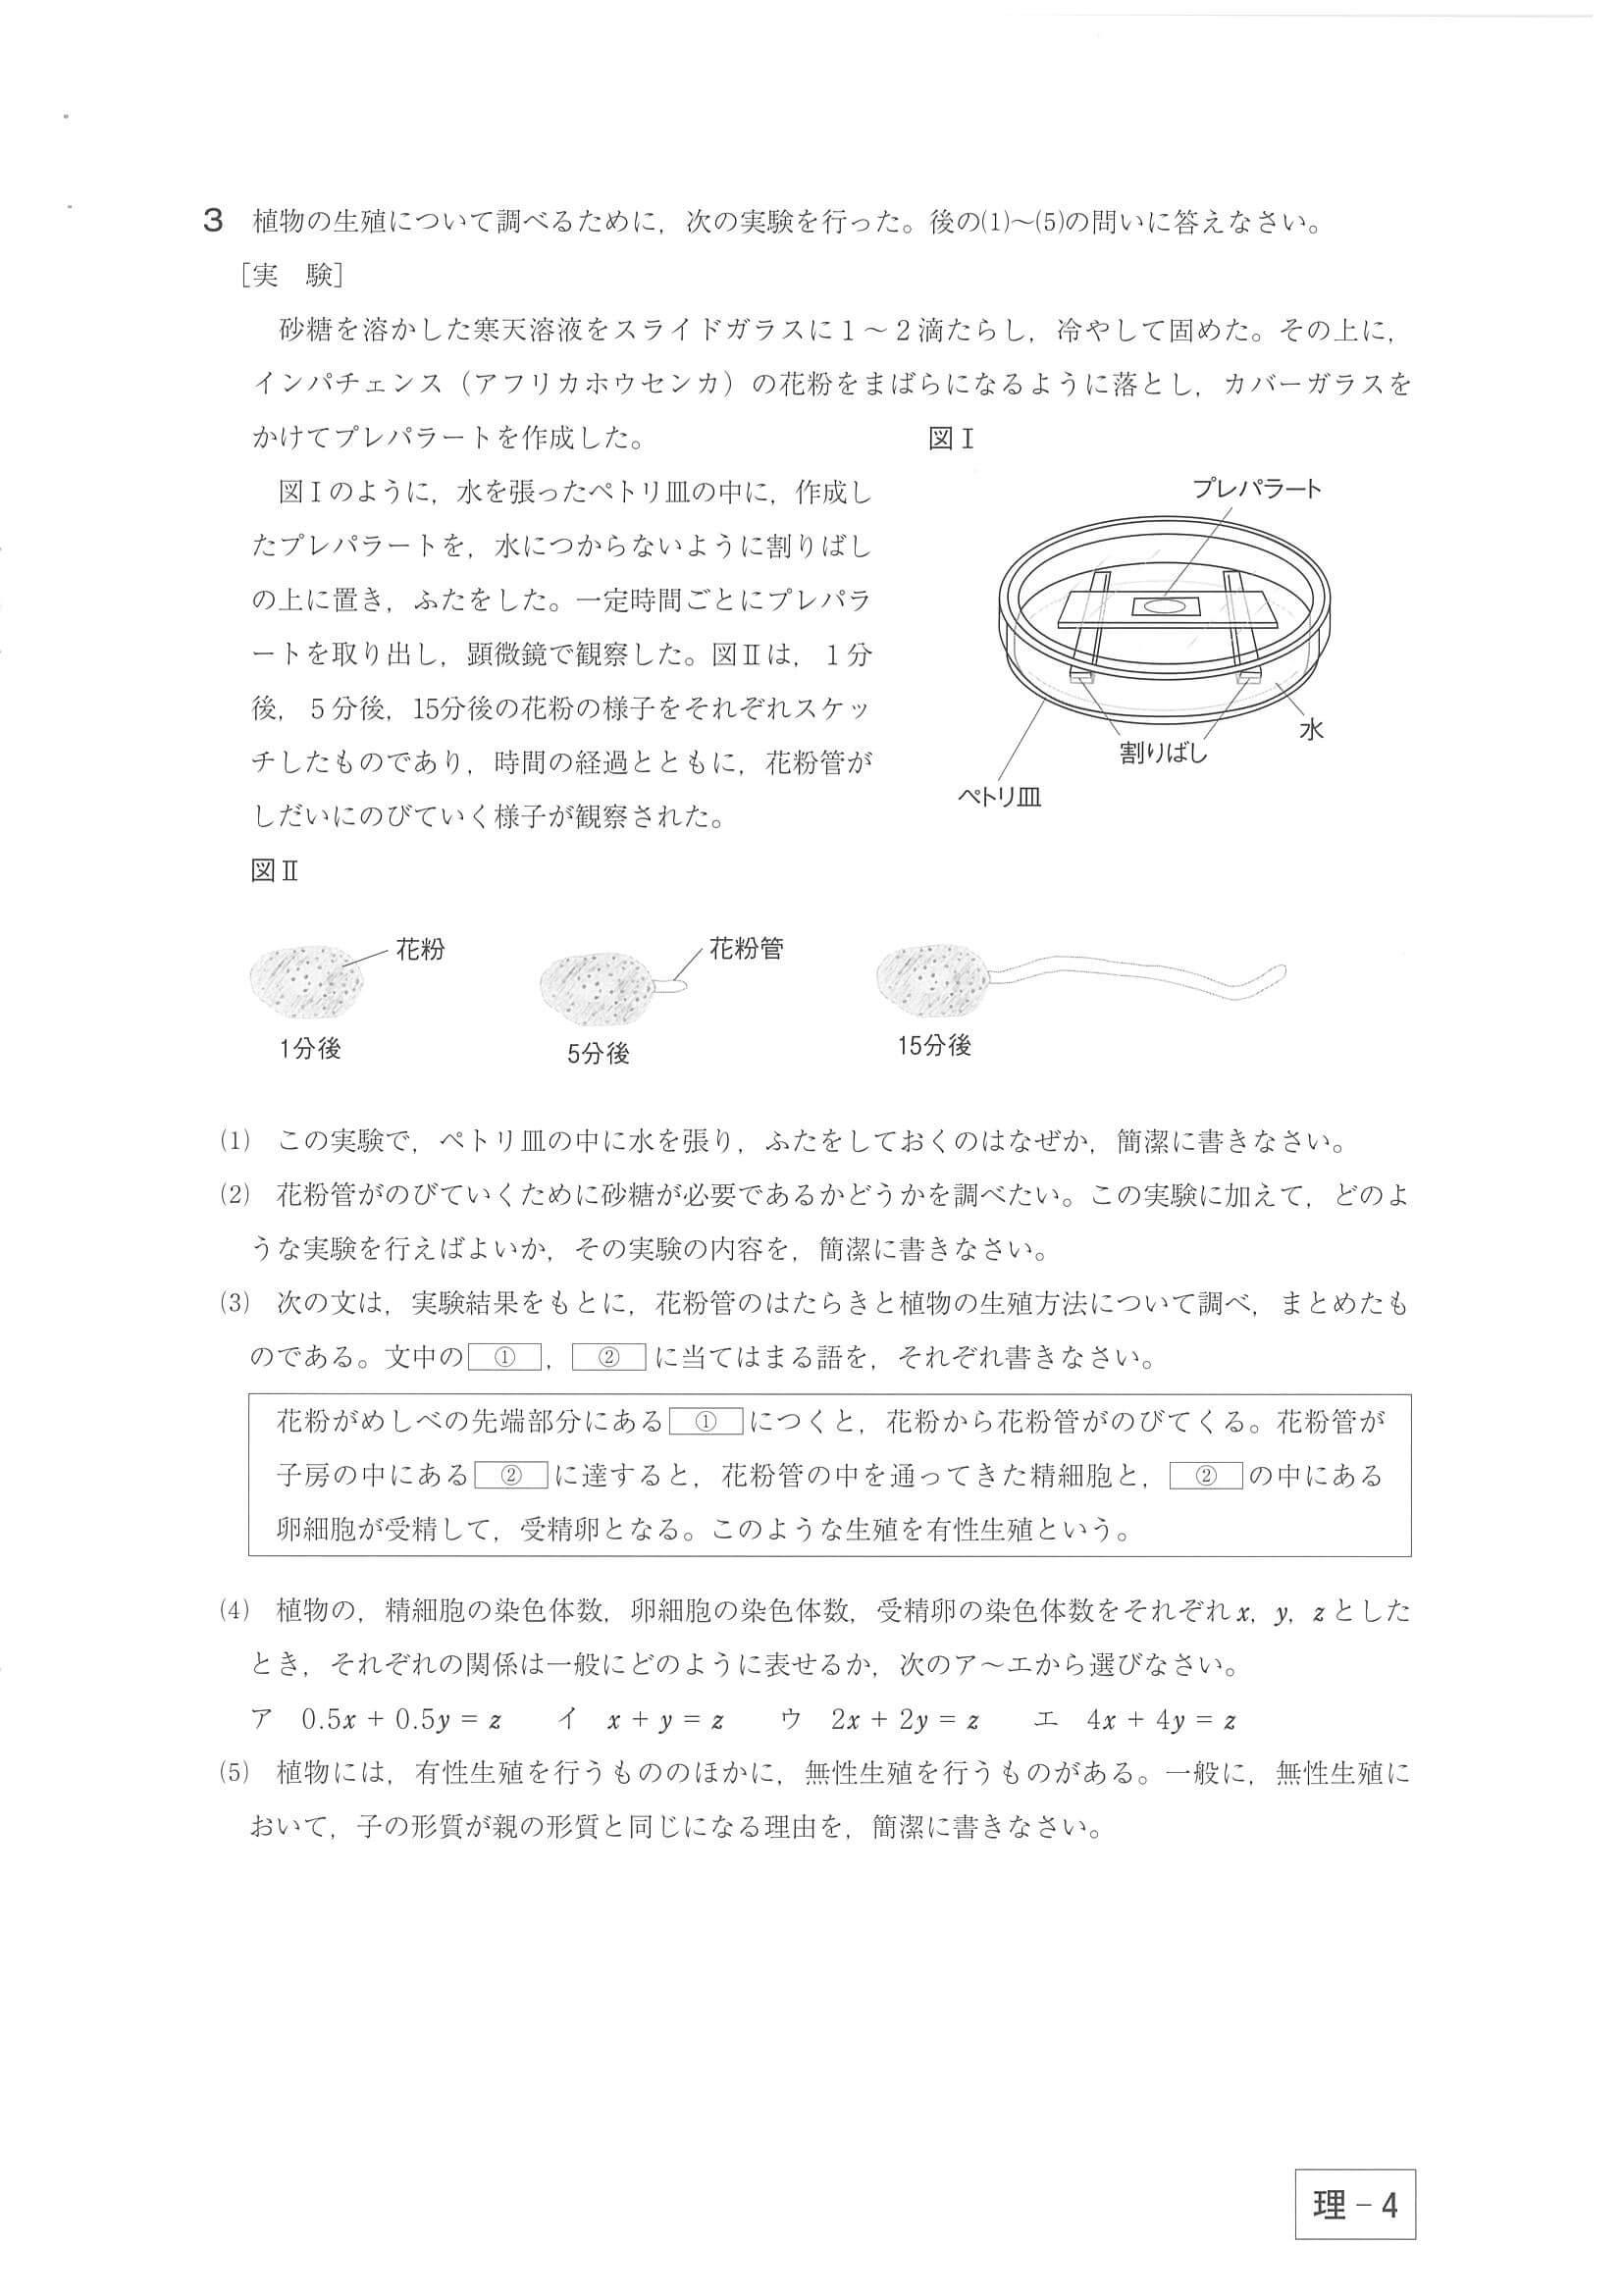 3 植物の生殖について調べるために，次の実験を行った。後の⑴～⑸の問いに答えなさい。
［実　験］
砂糖を溶かした寒天溶液をスライドガラスに１～２滴たらし，冷やして固めた。その上に，
インパチェンス（アフリカホウセンカ）の花粉をまばらになるように落とし，カバーガラスを
かけてプレパラートを作成した。
図Ⅰのように，水を張ったペトリ皿の中に，作成し
たプレパラートを，水につからないように割りばし
の上に置き，ふたをした。一定時間ごとにプレパラ
ートを取り出し，顕微鏡で観察した。図Ⅱは，１分
後，５分後，15分後の花粉の様子をそれぞれスケッ
チしたものであり，時間の経過とともに，花粉管が
しだいにのびていく様子が観察された。
図Ⅰ
プレパラート
水
割りばし
ペトリ皿
図Ⅱ
花粉
花粉管
1分後
5分後
15分後
⑴　この実験で，ペトリ皿の中に水を張り，ふたをしておくのはなぜか，簡潔に書きなさい。
⑵　花粉管がのびていくために砂糖が必要であるかどうかを調べたい。この実験に加えて，どのよ
うな実験を行えばよいか，その実験の内容を，簡潔に書きなさい。
⑶　次の文は，実験結果をもとに，花粉管のはたらきと植物の生殖方法について調べ，まとめたも
のである。文中の ① ， ② に当てはまる語を，それぞれ書きなさい。
花粉がめしべの先端部分にある ① につくと，花粉から花粉管がのびてくる。花粉管が
子房の中にある ② に達すると，花粉管の中を通ってきた精細胞と， ② の中にある
卵細胞が受精して，受精卵となる。このような生殖を有性生殖という。
⑷　植物の，精細胞の染色体数，卵細胞の染色体数，受精卵の染色体数をそれぞれx，y，zとした
とき，それぞれの関係は一般にどのように表せるか，次のア～エから選びなさい。
ア　0.5x + 0.5y = z　　イ　x + y = z　　ウ　2x + 2y = z　　エ　4x + 4y = z
⑸　植物には，有性生殖を行うもののほかに，無性生殖を行うものがある。一般に，無性生殖に
おいて，子の形質が親の形質と同じになる理由を，簡潔に書きなさい。
理－4